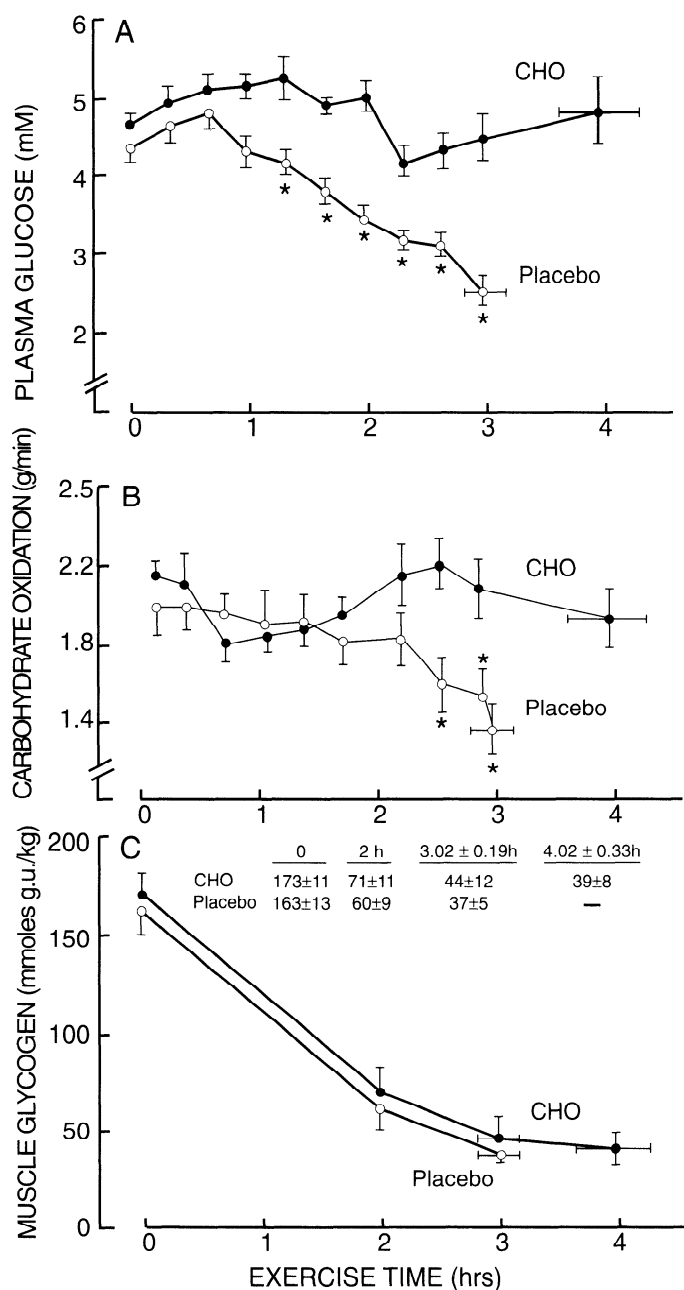 A
PLASMA GLUCOSE (mM)
6
5
4
3
2
CHO
Placebo
*
*
*
*
*
*
0 1 2 3 4
B
CARBOHYDRATE OXIDATION (g/min)
2.5
2.2
1.8
1.4
CHO
Placebo
*
*
*
0 1 2 3 4
C
MUSCLE GLYCOGEN (mmoles g.u./kg)
200
150
100
50
0
0 2 h 3.02 ± 0.19h 4.02 ± 0.33h
CHO 173±11 71±11 44±12 39±8
Placebo 163±13 60±9 37±5 —
CHO
Placebo
0 1 2 3 4
EXERCISE TIME (hrs)